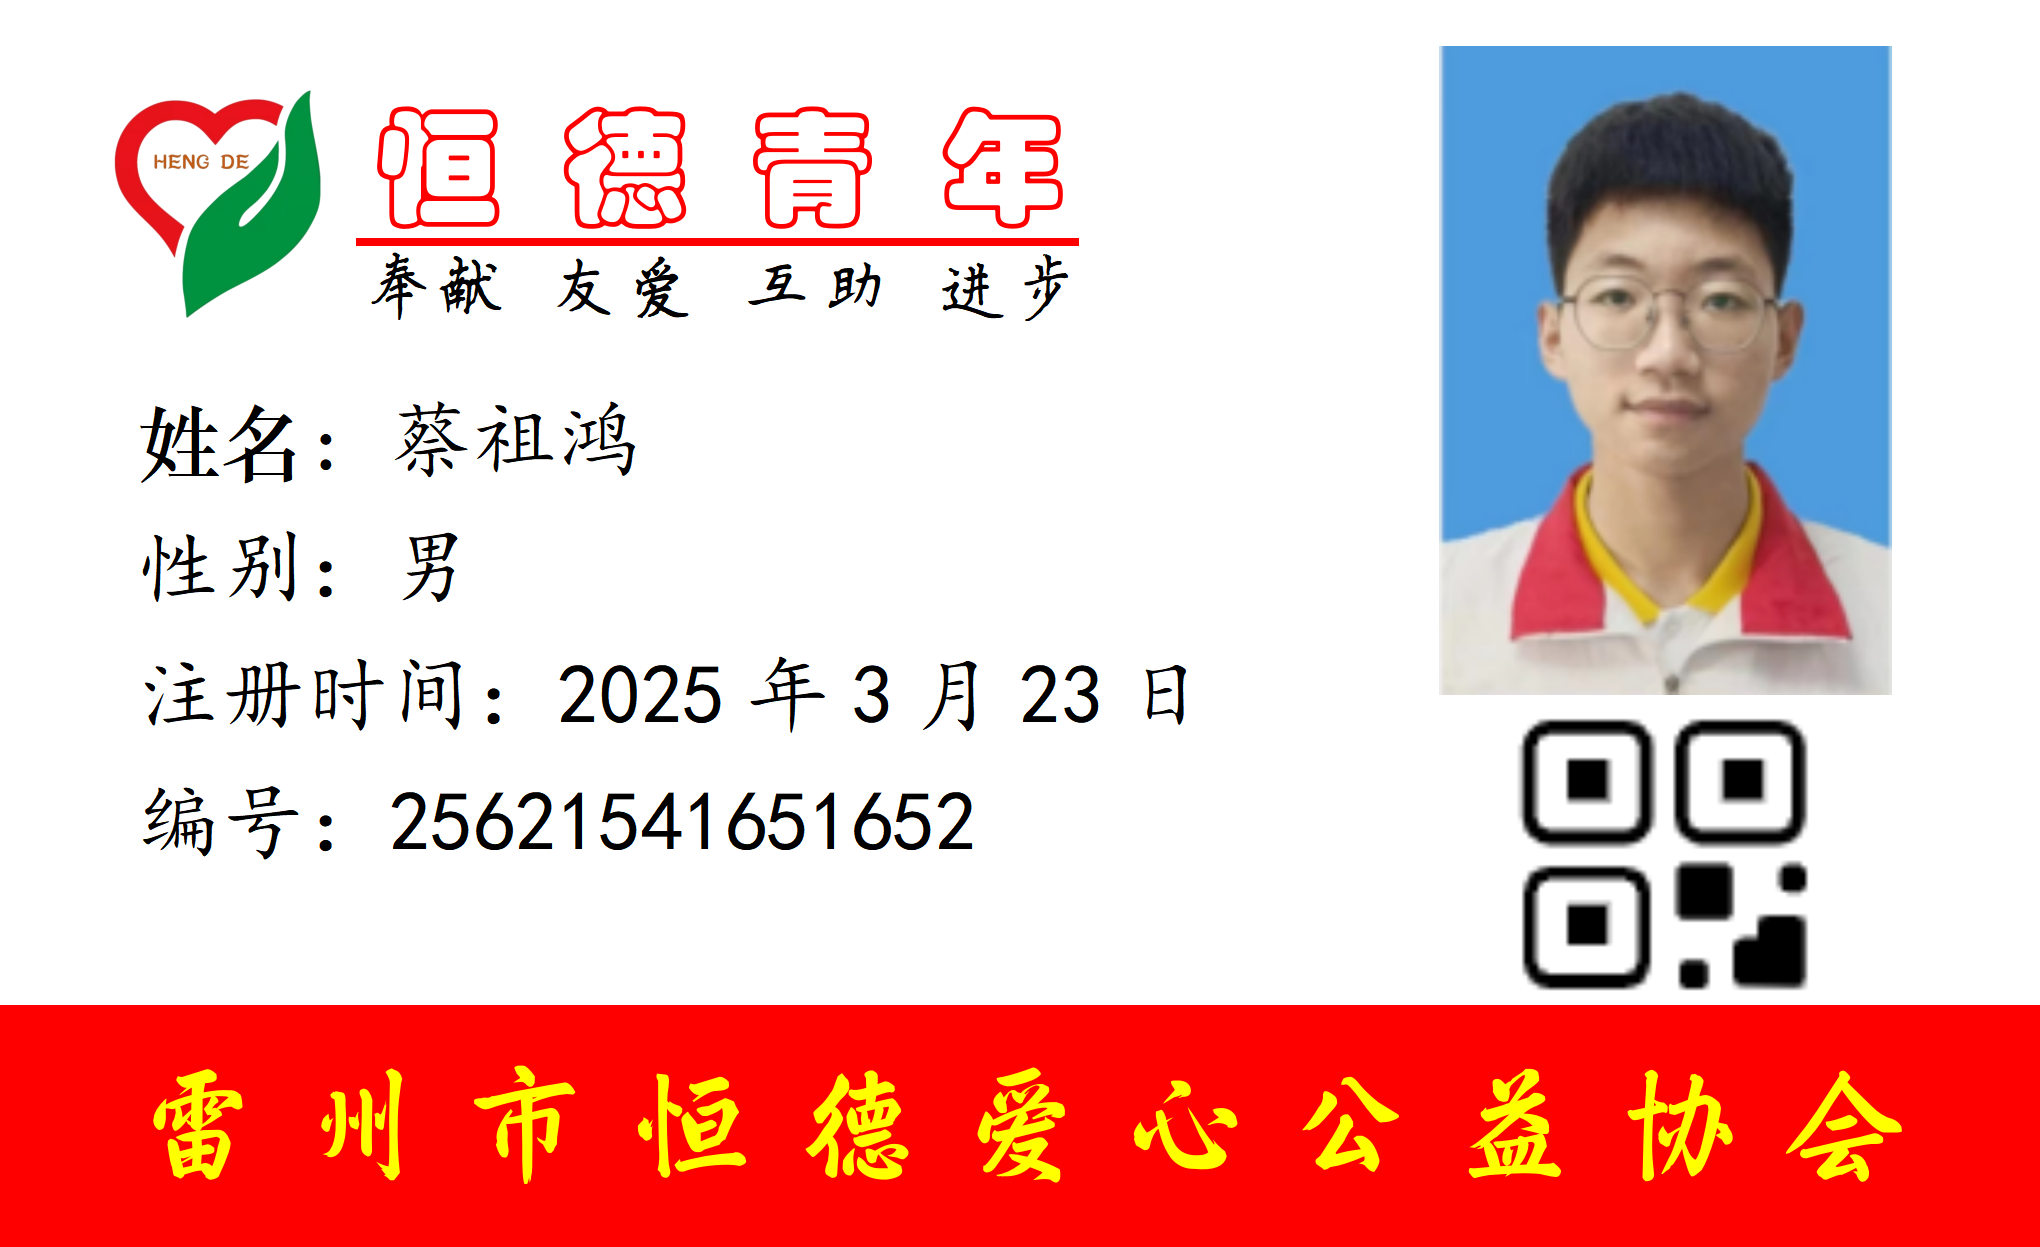 HENG DE
恒德青年
奉献 友爱 互助 进步
姓名：蔡祖鸿
性别：男
注册时间：2025年3月23日
编号：25621541651652
雷州市恒德爱心公益协会